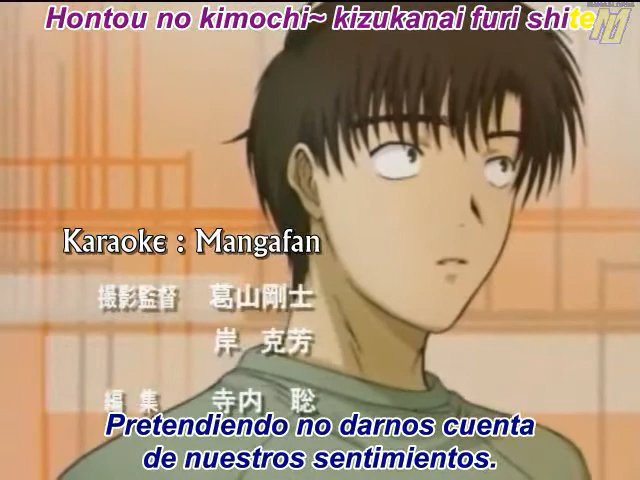 Hontou no kimochi~ kizukanai furi shite
Karaoke : Mangafan
撮影監督 葛山剛士
岸 克芳
編 集 寺内 聡
Pretendiendo no darnos cuenta
de nuestros sentimientos.